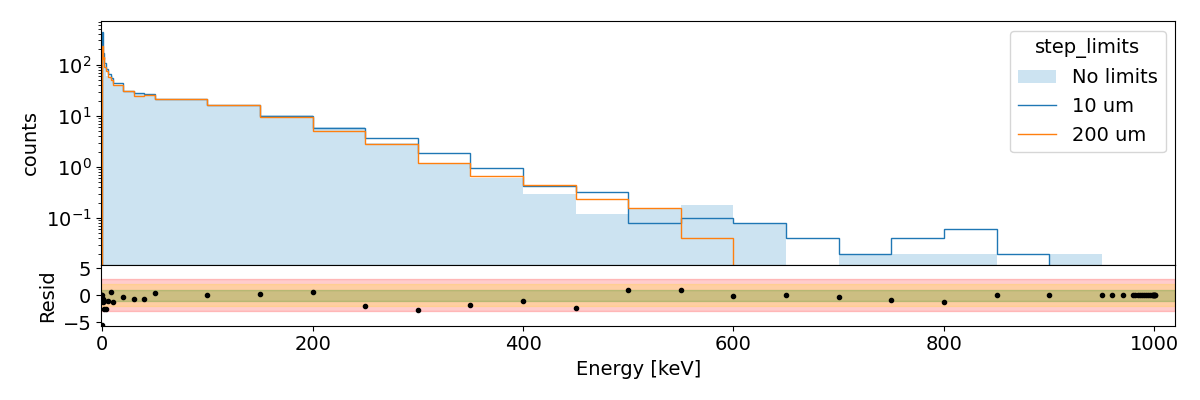 step_limits
No limits
10 um
200 um
counts
10²
10¹
10⁰
10⁻¹
Resid
5
0
−5
0 200 400 600 800 1000
Energy [keV]